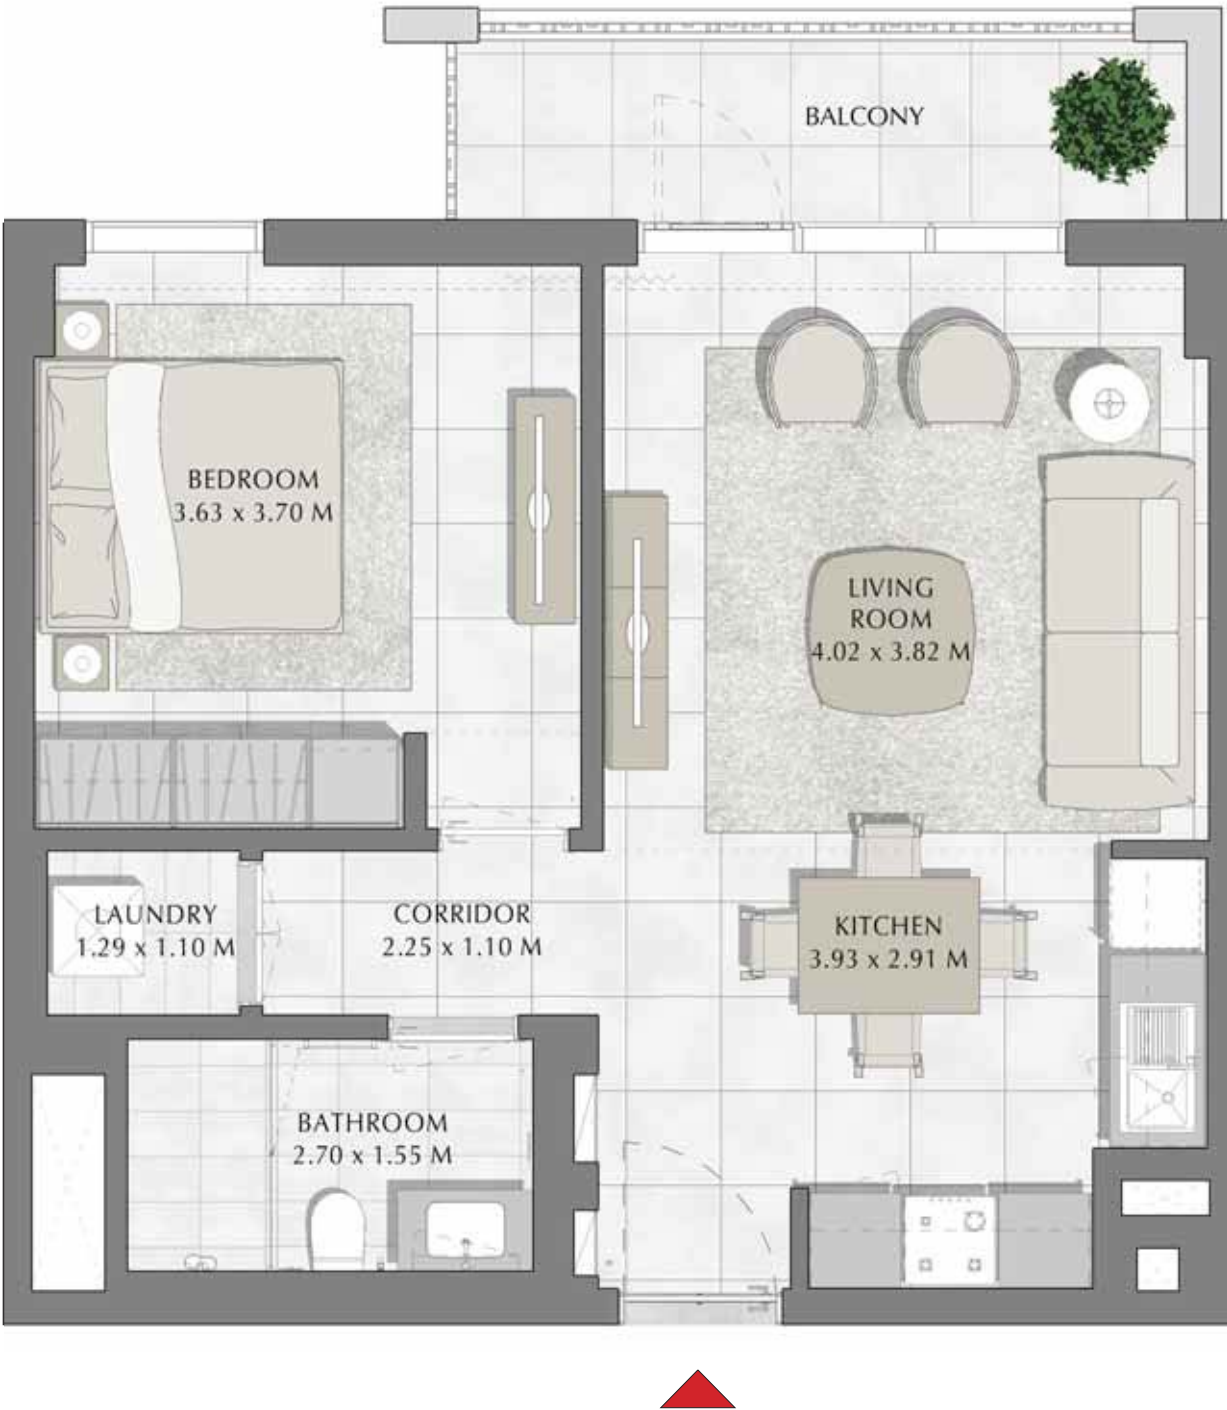 BALCONY
BEDROOM
3.63 x 3.70 M
LIVING
ROOM
4.02 x 3.82 M
LAUNDRY
1.29 x 1.10 M
CORRIDOR
2.25 x 1.10 M
KITCHEN
3.93 x 2.91 M
BATHROOM
2.70 x 1.55 M